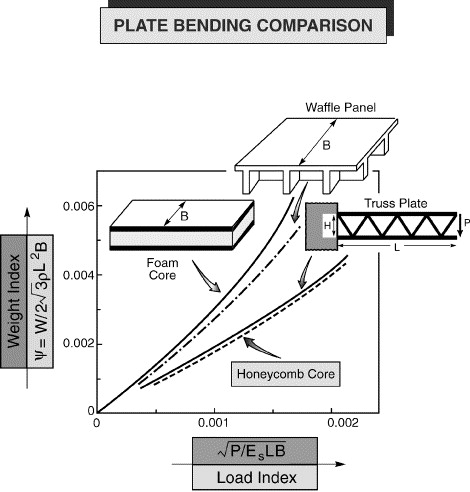 PLATE BENDING COMPARISON
Waffle Panel
B
B
Truss Plate
H
P
L
Foam
Core
Honeycomb Core
0.006
0.004
0.002
0
0
0.001
0.002
Weight Index
Ψ = W/2√3ρL²B
√P/EsLB
Load Index